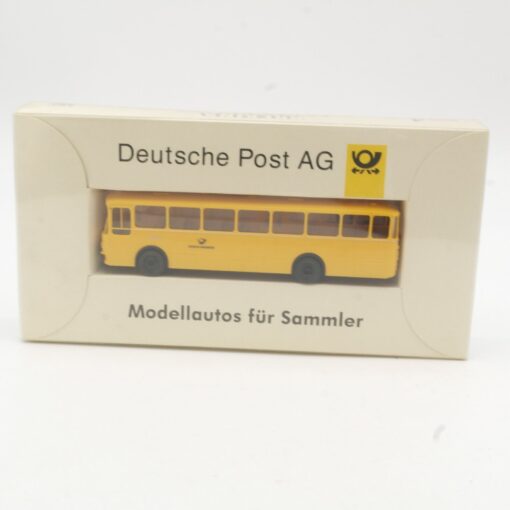 Deutsche Post AG
Modellautos für Sammler